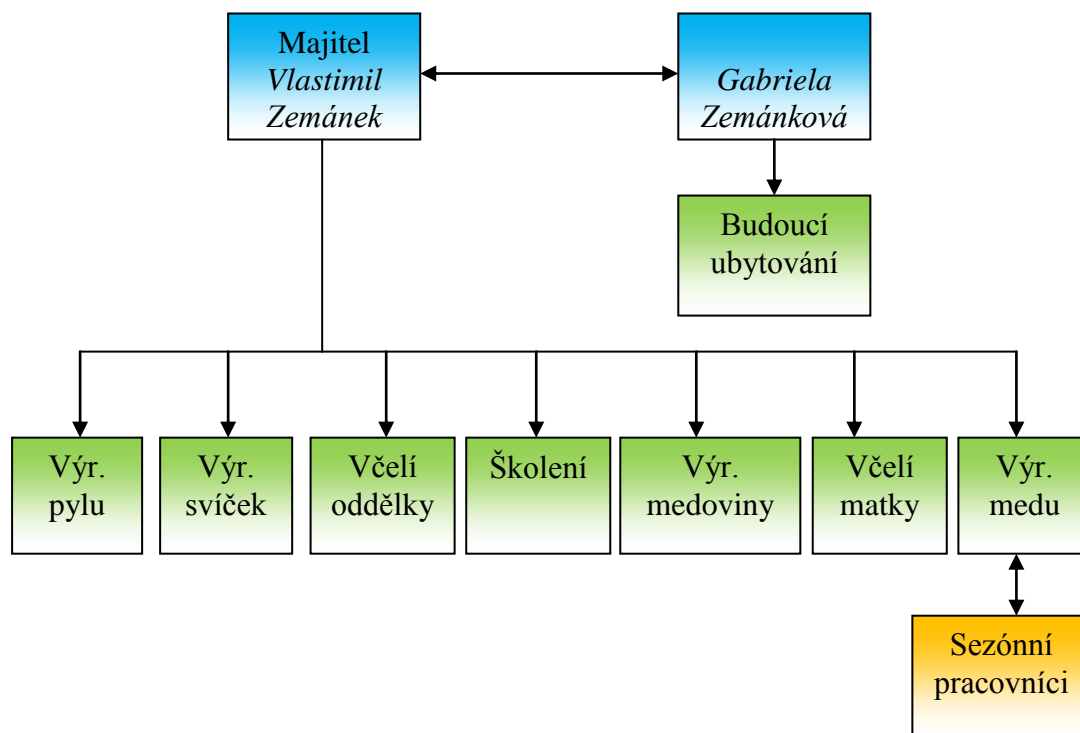 Majitel
Vlastimil
Zemánek
Gabriela
Zemánková
Budoucí
ubytování
Výr.
pylu
Výr.
svíček
Včelí
oddělky
Školení
Výr.
medoviny
Včelí
matky
Výr.
medu
Sezónní
pracovníci